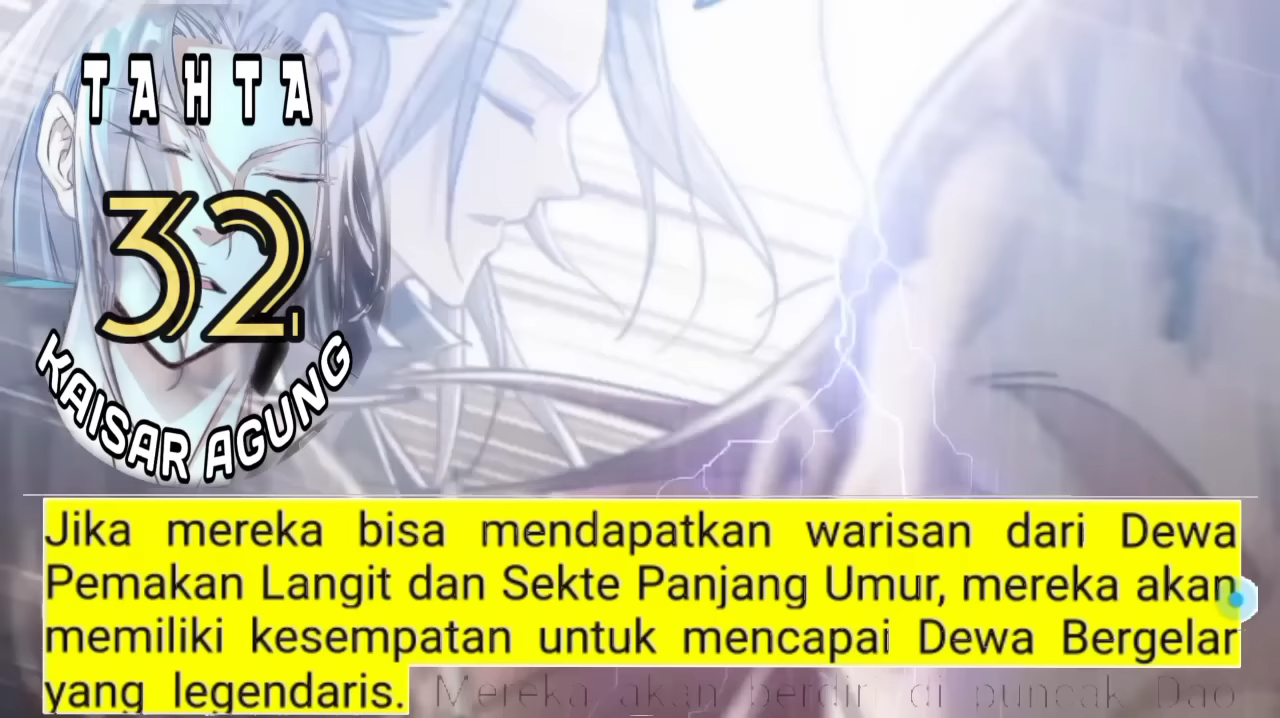 TAHTA
32
KAISAR AGUNG
Jika mereka bisa mendapatkan warisan dari Dewa
Pemakan Langit dan Sekte Panjang Umur, mereka akan
memiliki kesempatan untuk mencapai Dewa Bergelar
yang legendaris. Mereka akan berdiri di puncak Dao